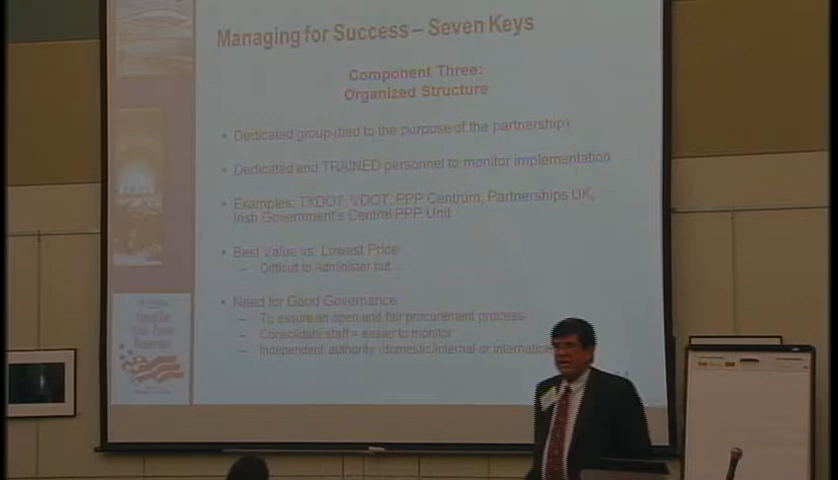 Managing for Success – Seven Keys
Component Three:
Organized Structure
• Dedicated group (tied to the purpose of the partnership)
• Dedicated and TRAINED personnel to monitor implementation
• Examples: TXDOT, VDOT, PPP Centrum, Partnerships UK,
Irish Government's Central PPP Unit
• Best Value vs. Lowest Price
– Difficult to Administer but...
• Need for Good Governance
– To ensure an open and fair procurement process
– Consolidate staff = easier to monitor
– Independent authority (domestic/internal or